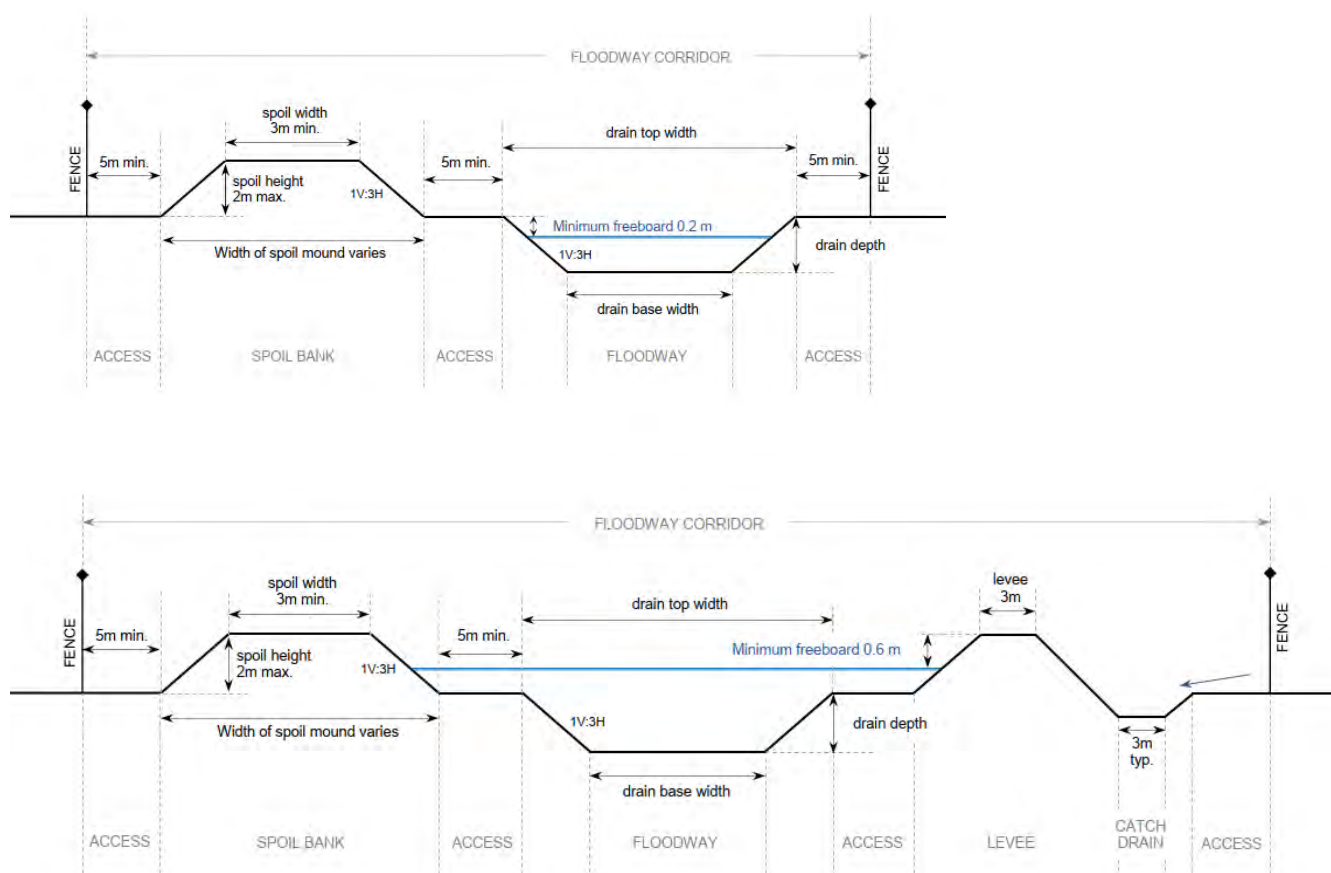 FLOODWAY CORRIDOR
spoil width
3m min.
drain top width
FENCE
5m min.
spoil height
2m max.
1V:3H
5m min.
5m min.
FENCE
Minimum freeboard 0.2 m
1V:3H
drain depth
Width of spoil mound varies
drain base width
ACCESS
SPOIL BANK
ACCESS
FLOODWAY
ACCESS
FLOODWAY CORRIDOR
spoil width
3m min.
drain top width
levee
3m
FENCE
5m min.
spoil height
2m max.
1V:3H
5m min.
Minimum freeboard 0.6 m
FENCE
Width of spoil mound varies
1V:3H
drain depth
3m
typ.
drain base width
ACCESS
SPOIL BANK
ACCESS
FLOODWAY
ACCESS
LEVEE
CATCH
DRAIN
ACCESS